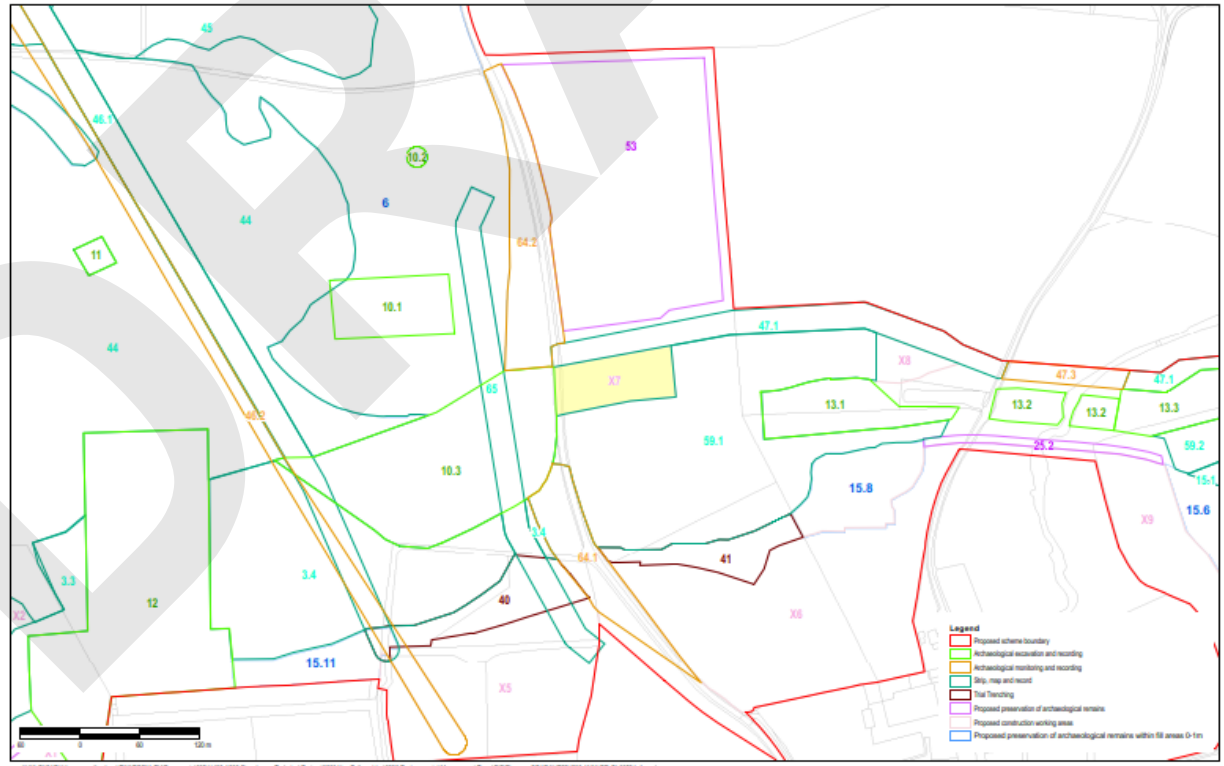 DRAFT
45
46.1
53
10.2
6
44
64.2
11
10.1
47.1
44
X8
47.3
47.1
X7
65
13.1
13.2
13.2
13.3
46.2
59.1
25.2
59.2
10.3
15.1
15.8
15.6
X9
3.4
64.1
41
3.3
3.4
12
40
X2
X6
15.11
X5
Legend
Proposed scheme boundary
Archaeological excavation and recording
Archaeological monitoring and recording
Strip, map and record
Trial Trenching
Proposed preservation of archaeological remains
Proposed construction working areas
Proposed preservation of archaeological remains within fill areas 0-1m
60 0 60 120 m